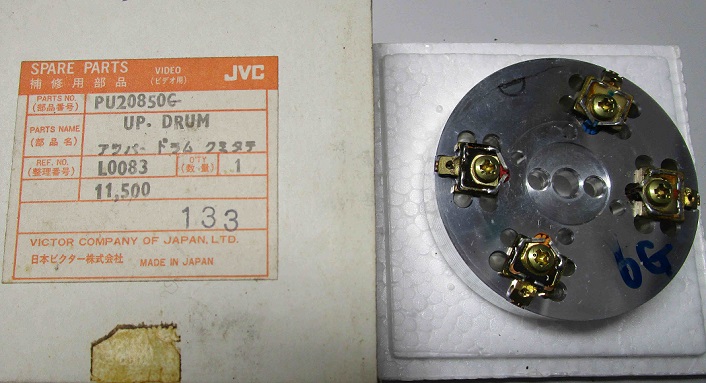 SPARE PARTS VIDEO JVC
補修用部品 (ビデオ用)
PARTS NO. PU20850G
(部品番号)
PARTS NAME UP. DRUM
(部品名) アツパー ドラム クミタテ
REF. NO. L0083 Q'TY 1
(整理番号) (数・量)
11,500
133
VICTOR COMPANY OF JAPAN, LTD.
日本ビクター株式会社 MADE IN JAPAN
6G